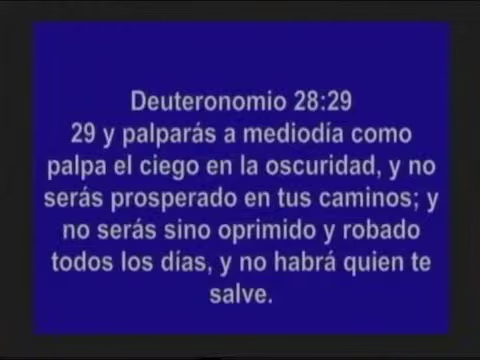 Deuteronomio 28:29
29 y palparás a mediodía como
palpa el ciego en la oscuridad, y no
serás prosperado en tus caminos; y
no serás sino oprimido y robado
todos los días, y no habrá quien te
salve.